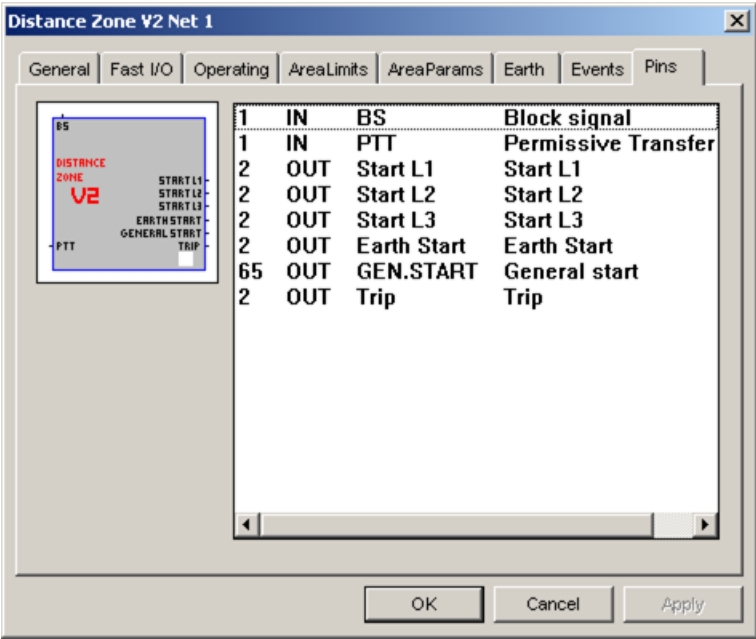 Distance Zone V2 Net 1
General Fast I/O Operating AreaLimits AreaParams Earth Events Pins
BS
DISTANCE
ZONE
V2
START L1
START L2
START L3
EARTH START
GENERAL START
PTT TRIP
1 IN BS Block signal
1 IN PTT Permissive Transfer
2 OUT Start L1 Start L1
2 OUT Start L2 Start L2
2 OUT Start L3 Start L3
2 OUT Earth Start Earth Start
65 OUT GEN.START General start
2 OUT Trip Trip
OK Cancel Apply